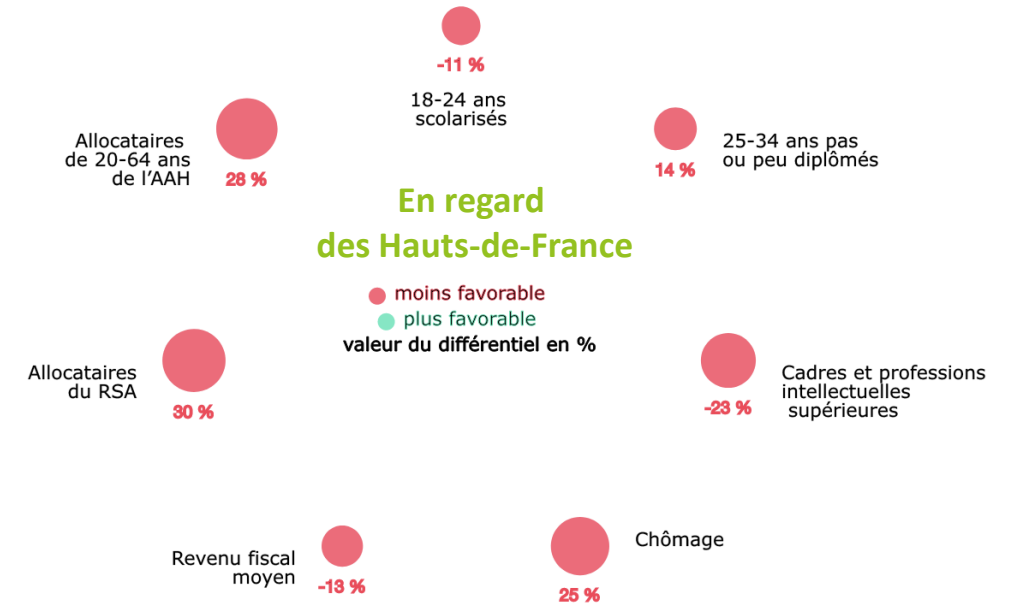 -11 %
18-24 ans
scolarisés
Allocataires
de 20-64 ans
de l'AAH
28 %
14 %
25-34 ans pas
ou peu diplômés
En regard
des Hauts-de-France
moins favorable
plus favorable
valeur du différentiel en %
Allocataires
du RSA
30 %
-23 %
Cadres et professions
intellectuelles
supérieures
Revenu fiscal
moyen
-13 %
Chômage
25 %